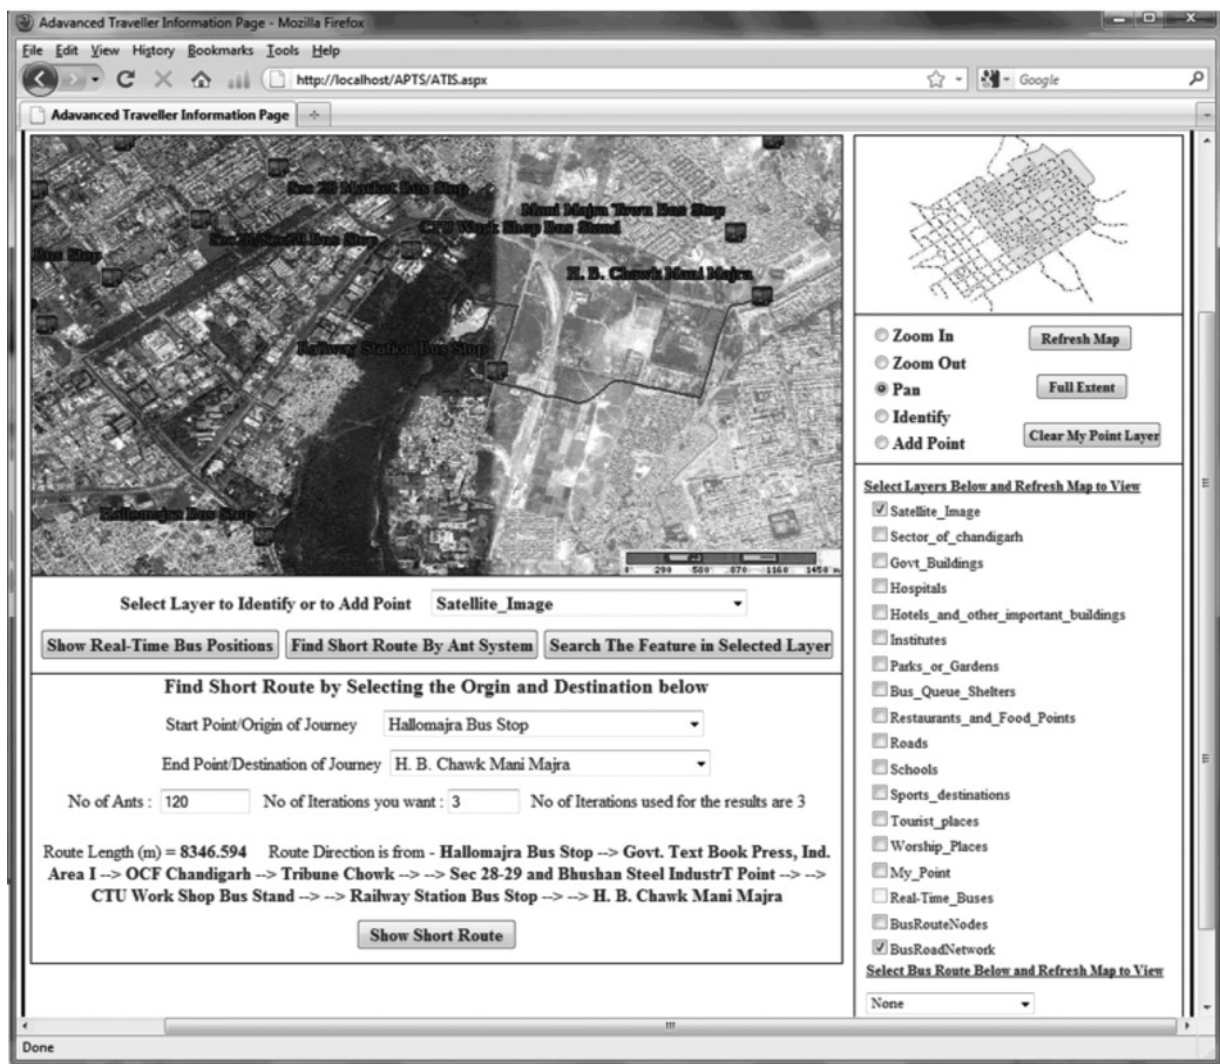 Adavanced Traveller Information Page - Mozilla Firefox
File Edit View History Bookmarks Tools Help
http://localhost/APTS/ATIS.aspx
Google
Adavanced Traveller Information Page
Mani Majra Town Bus Stop
CTU Work Shop Bus Stand
Bus Stop
H. B. Chawk Mani Majra
Railway Station Bus Stop
Hallomajra Bus Stop
0 290 580 870 1160 1450 m
Zoom In
Refresh Map
Zoom Out
Pan
Full Extent
Identify
Add Point
Clear My Point Layer
Select Layers Below and Refresh Map to View
Satellite_Image
Sector_of_chandigarh
Govt_Buildings
Hospitals
Hotels_and_other_important_buildings
Institutes
Parks_or_Gardens
Bus_Queue_Shelters
Restaurants_and_Food_Points
Roads
Schools
Sports_destinations
Tourist_places
Worship_Places
My_Point
Real-Time_Buses
BusRouteNodes
BusRoadNetwork
Select Bus Route Below and Refresh Map to View
None
Select Layer to Identify or to Add Point Satellite_Image
Show Real-Time Bus Positions Find Short Route By Ant System Search The Feature in Selected Layer
Find Short Route by Selecting the Orgin and Destination below
Start Point/Origin of Journey Hallomajra Bus Stop
End Point/Destination of Journey H. B. Chawk Mani Majra
No of Ants : 120 No of Iterations you want : 3 No of Iterations used for the results are 3
Route Length (m) = 8346.594 Route Direction is from - Hallomajra Bus Stop --> Govt. Text Book Press, Ind.
Area I --> OCF Chandigarh --> Tribune Chowk --> --> Sec 28-29 and Bhushan Steel IndustrT Point --> -->
CTU Work Shop Bus Stand --> --> Railway Station Bus Stop --> --> H. B. Chawk Mani Majra
Show Short Route
Done